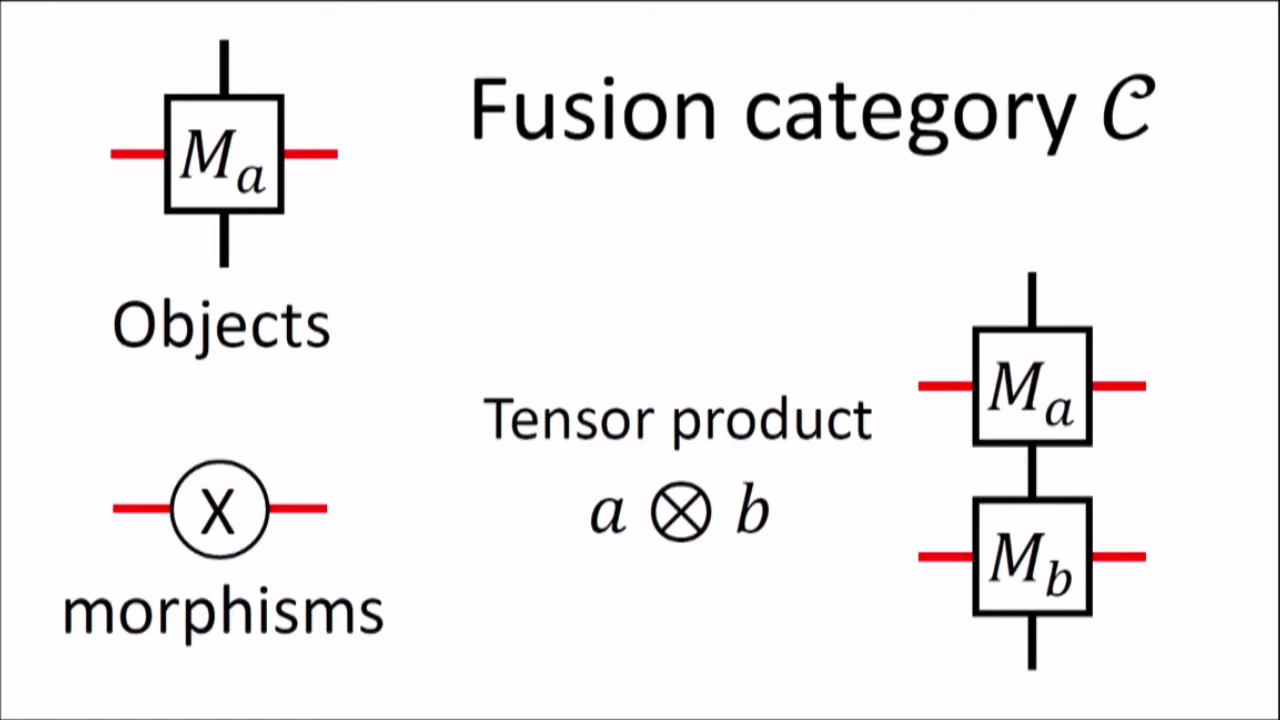 M_a
Fusion category 𝒞
Objects
Tensor product
a ⊗ b
M_a
M_b
X
morphisms